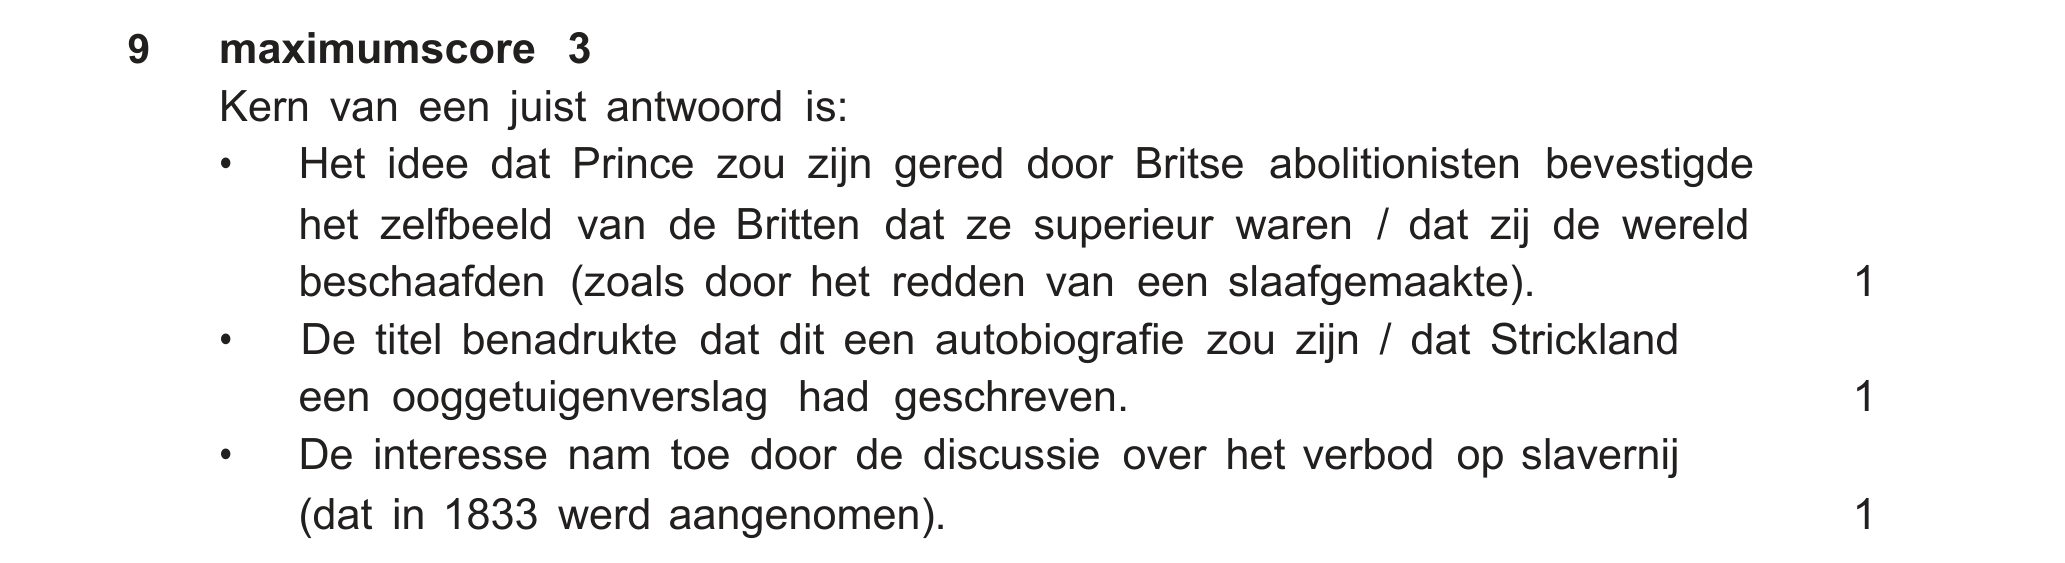 9 maximumscore 3
Kern van een juist antwoord is:
• Het idee dat Prince zou zijn gered door Britse abolitionisten bevestigde
het zelfbeeld van de Britten dat ze superieur waren / dat zij de wereld
beschaafden (zoals door het redden van een slaafgemaakte). 1
• De titel benadrukte dat dit een autobiografie zou zijn / dat Strickland
een ooggetuigenverslag had geschreven. 1
• De interesse nam toe door de discussie over het verbod op slavernij
(dat in 1833 werd aangenomen). 1